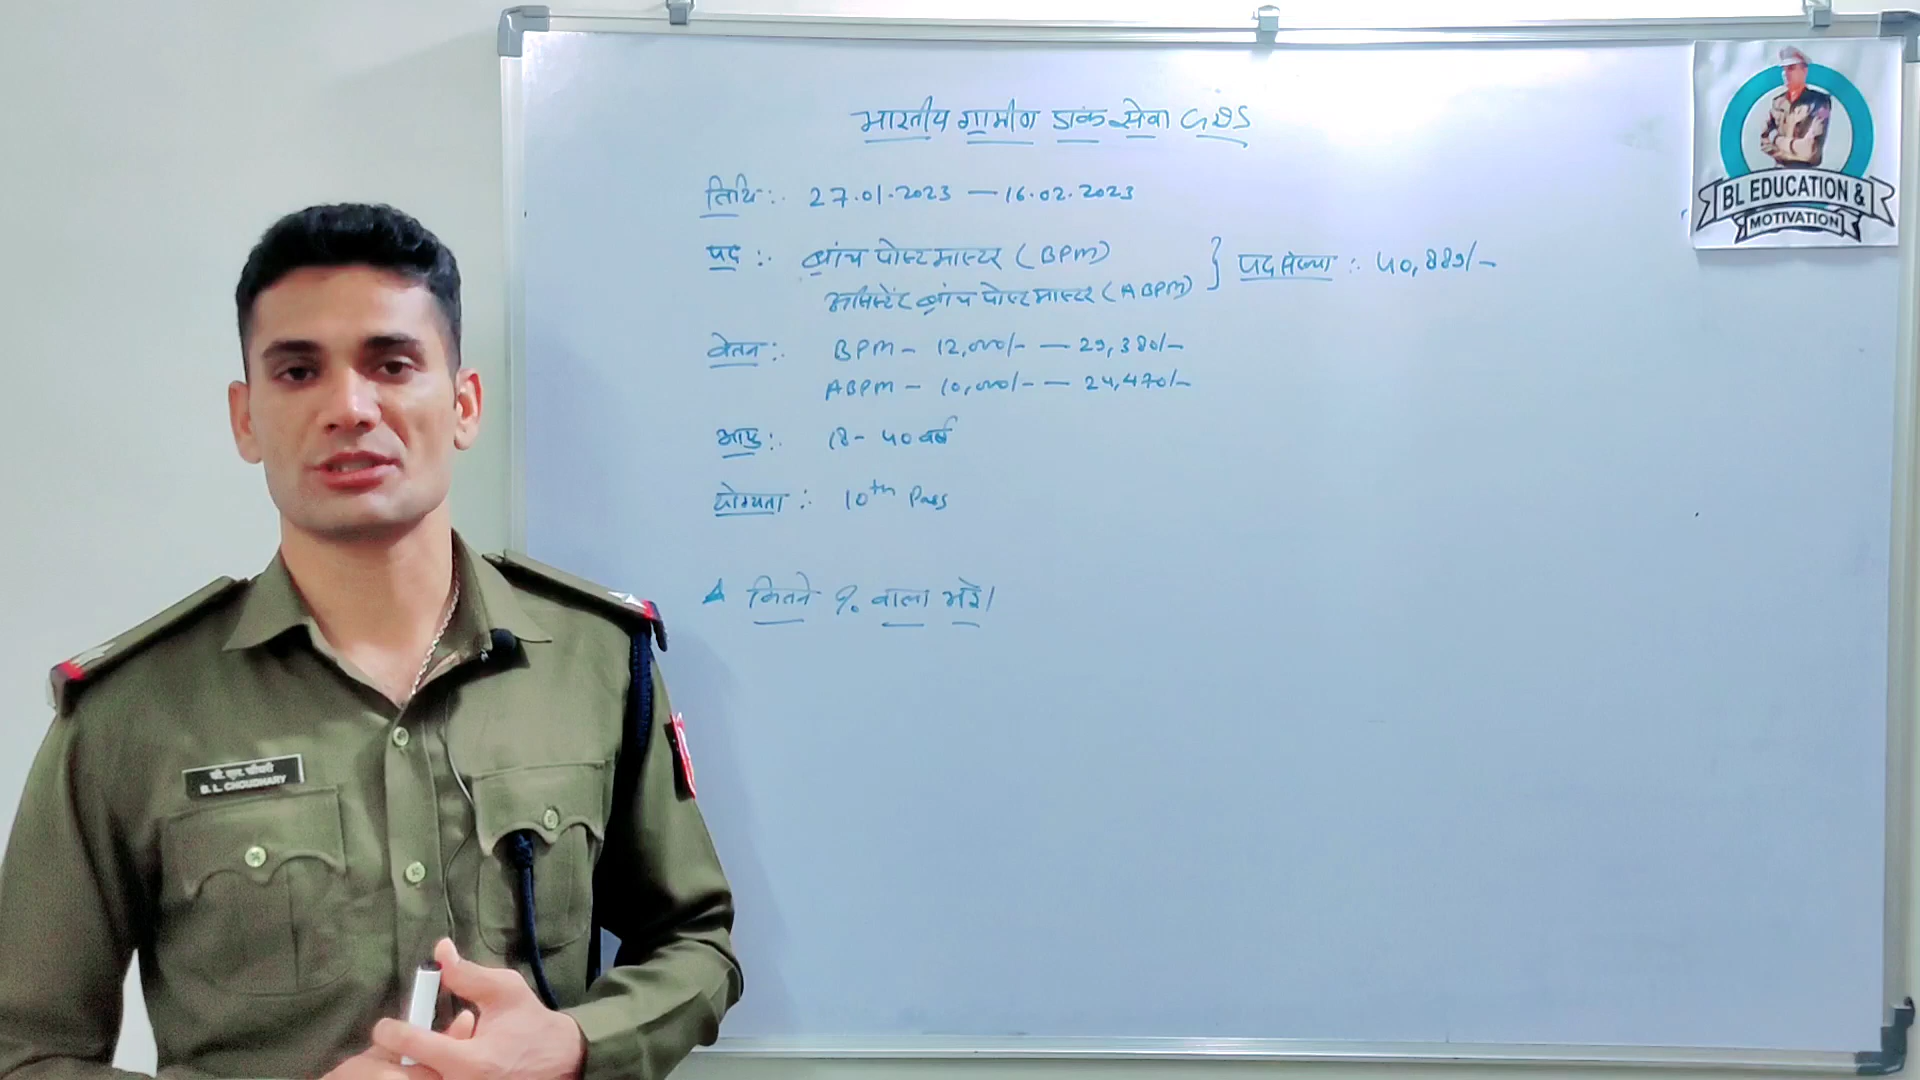 भारतीय ग्रामीण डाक सेवा GDS
तिथि :- 27.01.2023 — 16.02.2023
पद :- ब्रांच पोस्ट मास्टर (BPM)
असिस्टेंट ब्रांच पोस्ट मास्टर (ABPM)
} पद संख्या :- 40,889/-
वेतन :- BPM - 12,000/- — 29,380/-
ABPM - 10,000/- — 24,470/-
आयु :- 18 - 40 वर्ष
योग्यता :- 10th Pass
कितने % वाला भरे।
BL EDUCATION &
MOTIVATION
बी. एल. चौधरी
B. L. CHOUDHARY